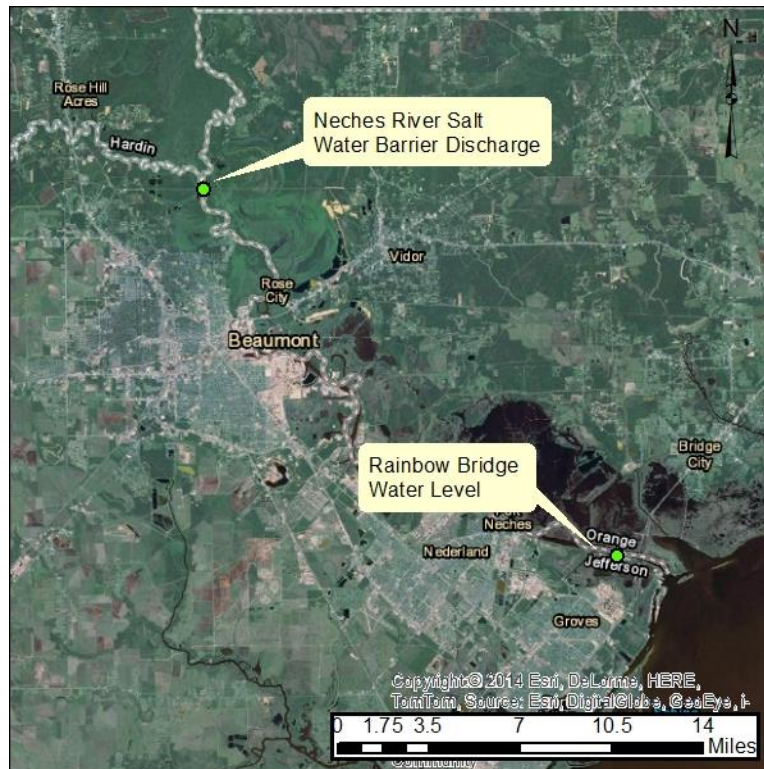 N
Rose Hill
Acres
Hardin
Neches River Salt
Water Barrier Discharge
Vidor
Rose
City
Beaumont
Rainbow Bridge
Water Level
Bridge
City
Neches
Orange
Nederland
Jefferson
Groves
Copyright:© 2014 Esri, DeLorme, HERE,
TomTom, Source: Esri, DigitalGlobe, GeoEye, i-
0 1.75 3.5 7 10.5 14
Miles
Community